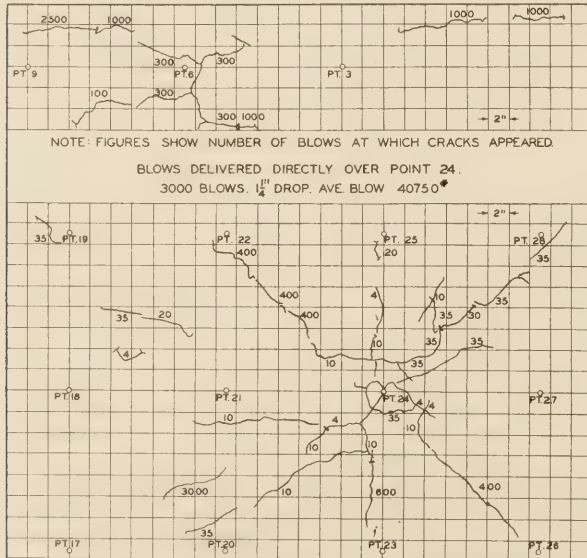 2500 1000 1000 1000
300 300
PT. 9 PT.6 PT. 3
100 300
300 1000
2"
NOTE: FIGURES SHOW NUMBER OF BLOWS AT WHICH CRACKS APPEARED.
BLOWS DELIVERED DIRECTLY OVER POINT 24.
3000 BLOWS. 1 1/4" DROP. AVE. BLOW 40750#
2"
35 PT.19 PT. 22 PT. 25 PT. 28
400 20 35
4 10
35 20 400 35 30
400
4 10 10 35 35
PT. 18 PT. 21 PT. 24 PT. 27
10 4 35 4 4
10 10 10
3000 10 600 400
35
PT.17 PT. 20 PT. 23 PT. 26